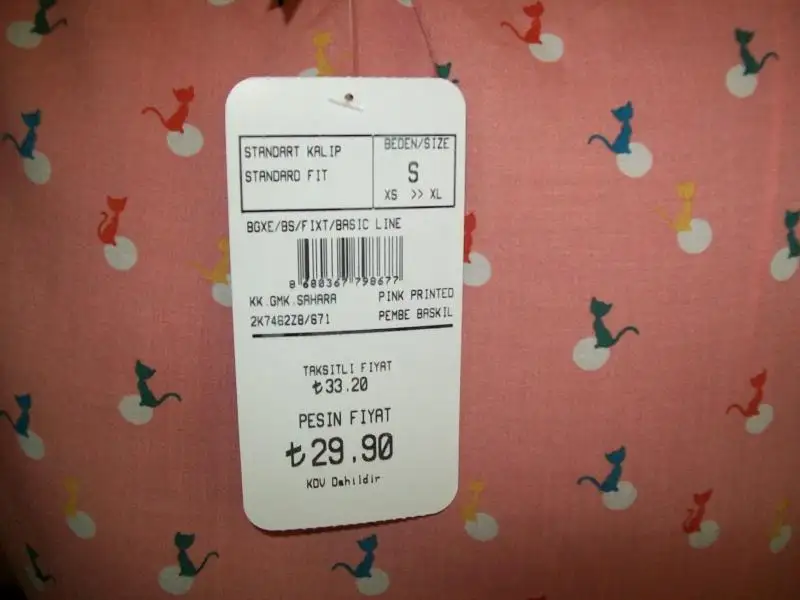 STANDART KALIP
STANDARD FIT
BEDEN/SIZE
S
XS >> XL
BGXE/BS/FIXT/BASIC LINE
8 680367 798677
KK.GMK.SAHARA PINK PRINTED
2K7462Z8/671 PEMBE BASKIL
TAKSITLI FIYAT
₺33.20
PESIN FIYAT
₺29.90
KDV Dahildir